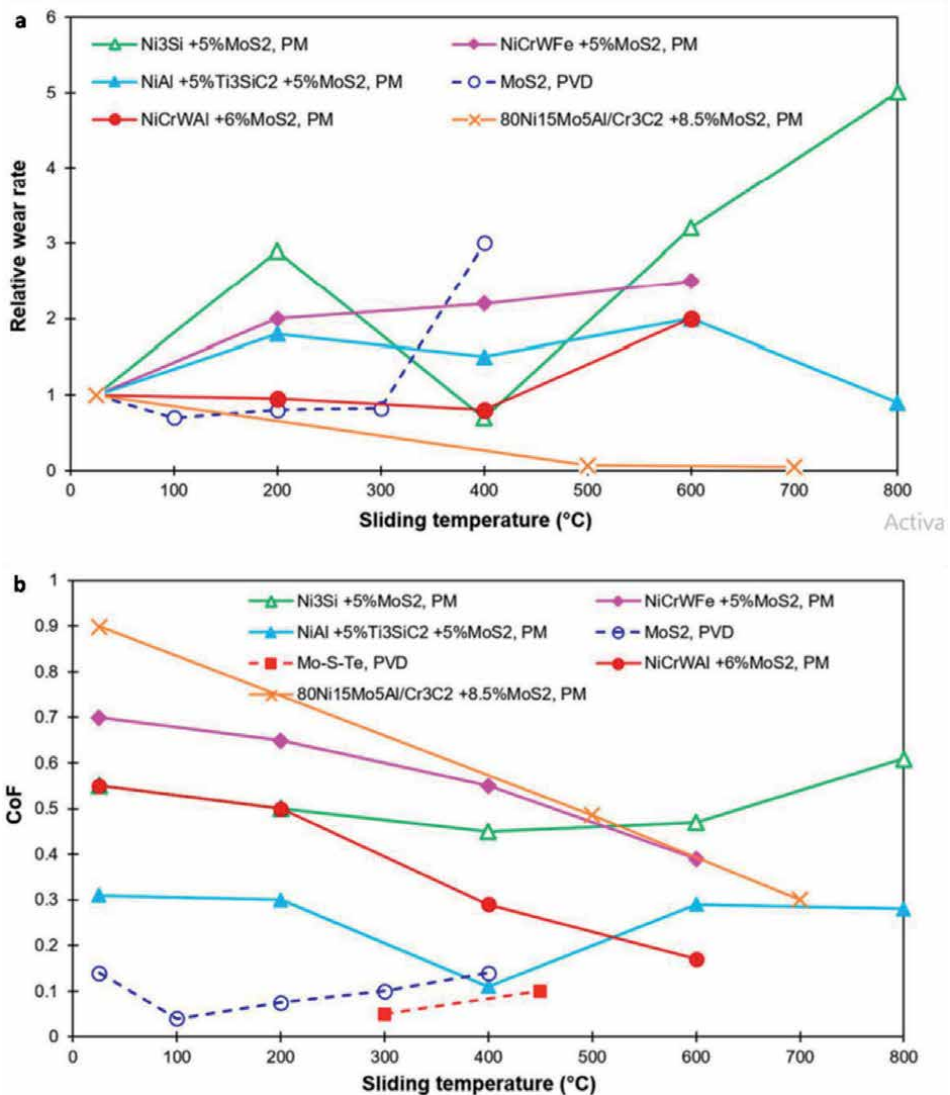 a
6
5
4
3
2
1
0
Relative wear rate
Ni3Si +5%MoS2, PM
NiCrWFe +5%MoS2, PM
NiAl +5%Ti3SiC2 +5%MoS2, PM
MoS2, PVD
NiCrWAl +6%MoS2, PM
80Ni15Mo5Al/Cr3C2 +8.5%MoS2, PM
0 100 200 300 400 500 600 700 800
Sliding temperature (°C)
Activa
b
1
0.9
0.8
0.7
0.6
0.5
0.4
0.3
0.2
0.1
0
CoF
Ni3Si +5%MoS2, PM
NiCrWFe +5%MoS2, PM
NiAl +5%Ti3SiC2 +5%MoS2, PM
MoS2, PVD
Mo-S-Te, PVD
NiCrWAl +6%MoS2, PM
80Ni15Mo5Al/Cr3C2 +8.5%MoS2, PM
0 100 200 300 400 500 600 700 800
Sliding temperature (°C)